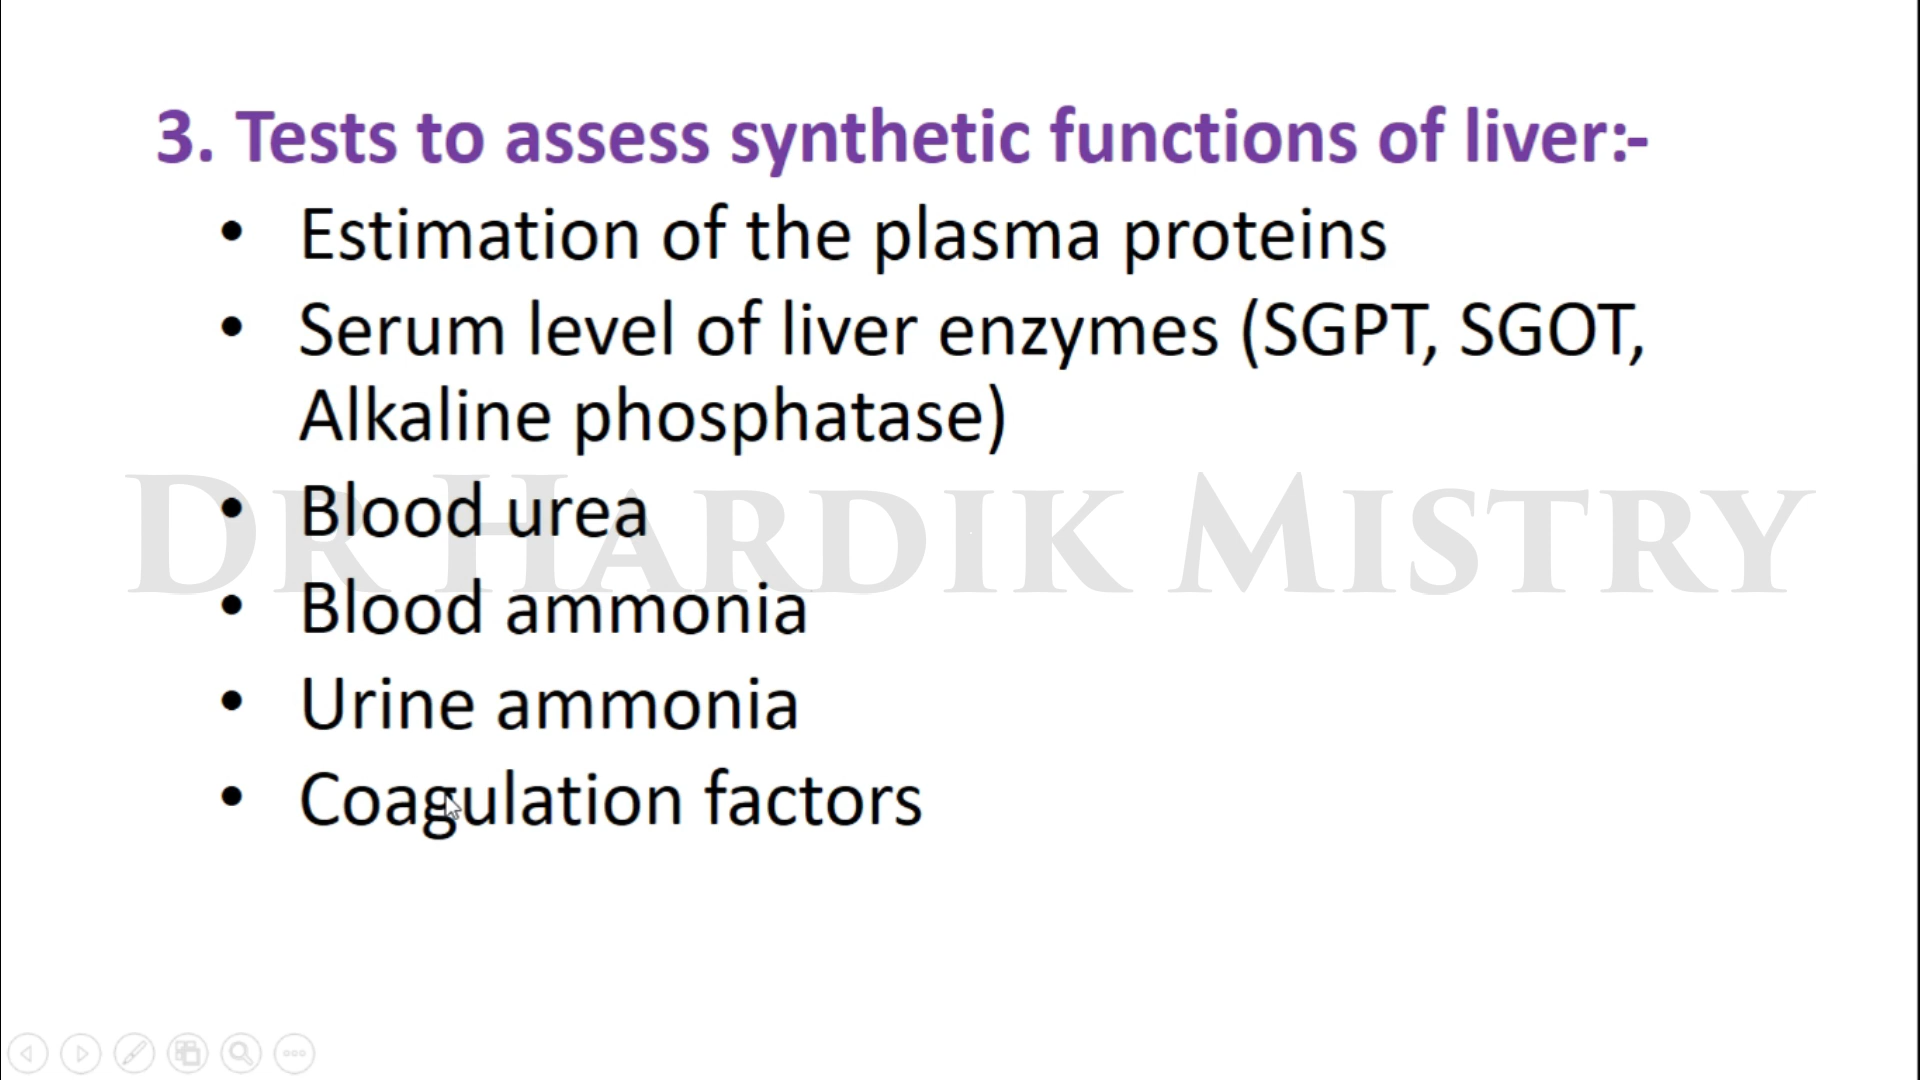 3. Tests to assess synthetic functions of liver:-
• Estimation of the plasma proteins
• Serum level of liver enzymes (SGPT, SGOT,
Alkaline phosphatase)
• Blood urea
DR HARDIK MISTRY
• Blood ammonia
• Urine ammonia
• Coagulation factors